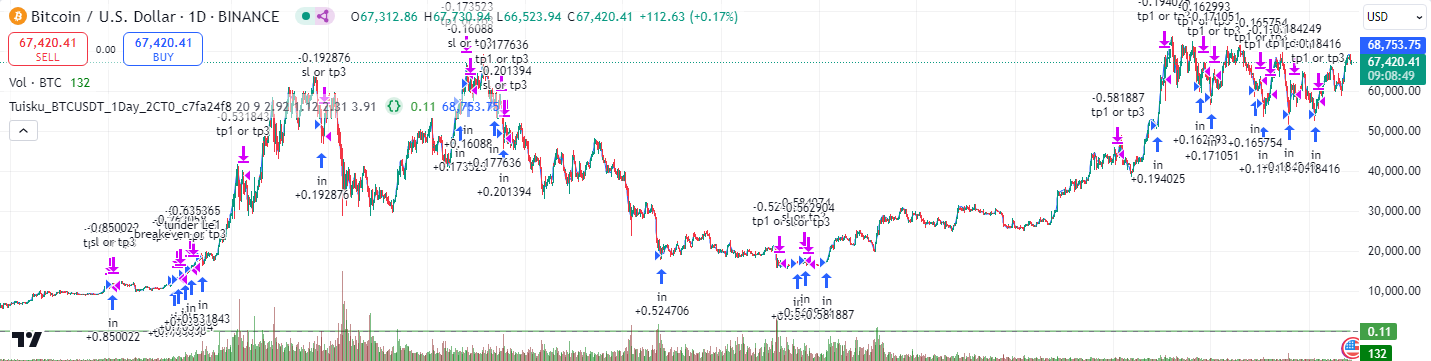 Bitcoin / U.S. Dollar · 1D · BINANCE
O67,312.86 H67,730.94 L66,523.94 C67,420.41 +112.63 (+0.17%)
USD
67,420.41
SELL
0.00
67,420.41
BUY
Vol · BTC 132
Tuisku_BTCUSDT_1Day_2CT0_c7fa24f8 20 9 2.92 1.12 7.31 3.91 {} 0.11 68,753.75
68,753.75
67,420.41
09:08:49
60,000.00
50,000.00
40,000.00
30,000.00
20,000.00
10,000.00
0.11
132
-0.850022
sl or tp3
in
+0.850022
-0.635365
under le1
breakeven or tp3
in
+0.531843
-0.531843
tp1 or tp3
-0.192876
sl or tp3
in
+0.192876
-0.173523
-0.16088
sl or tp3
-0.177636
-0.201394
sl or tp3
in
+0.16088
in
+0.173523
+0.177636
in
+0.201394
in
+0.524706
-0.562904
sl or tp3
in
in
+0.581887
-0.581887
tp1 or tp3
in
+0.194025
-0.194025
tp1 or tp3
-0.162993
-0.171051
tp1 or tp3
in
+0.162993
in
+0.171051
-0.165754
tp1 or tp3
in
+0.165754
in
-0.184249
in
-0.18416
tp1 or tp3
in
+0.18416